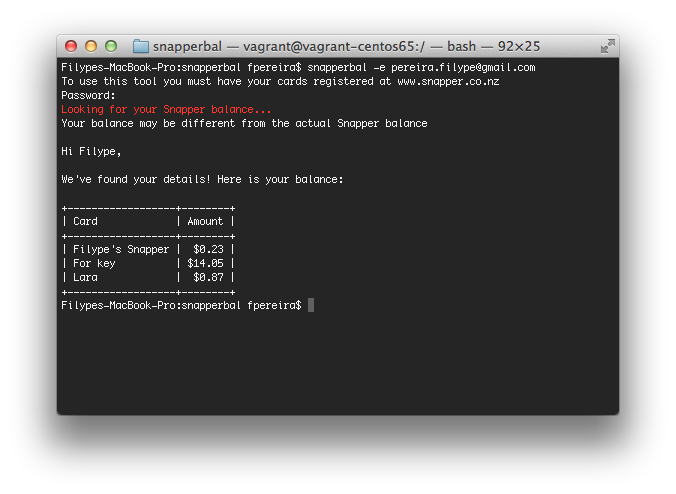 snapperbal — vagrant@vagrant-centos65:/ — bash — 92×25
Filypes-MacBook-Pro:snapperbal fpereira$ snapperbal -e pereira.filype@gmail.com
To use this tool you must have your cards registered at www.snapper.co.nz
Password:
Looking for your Snapper balance...
Your balance may be different from the actual Snapper balance
Hi Filype,
We've found your details! Here is your balance:
+------------------+--------+
| Card             | Amount |
+------------------+--------+
| Filype's Snapper |  $0.23 |
| For key          | $14.05 |
| Lara             |  $0.87 |
+------------------+--------+
Filypes-MacBook-Pro:snapperbal fpereira$